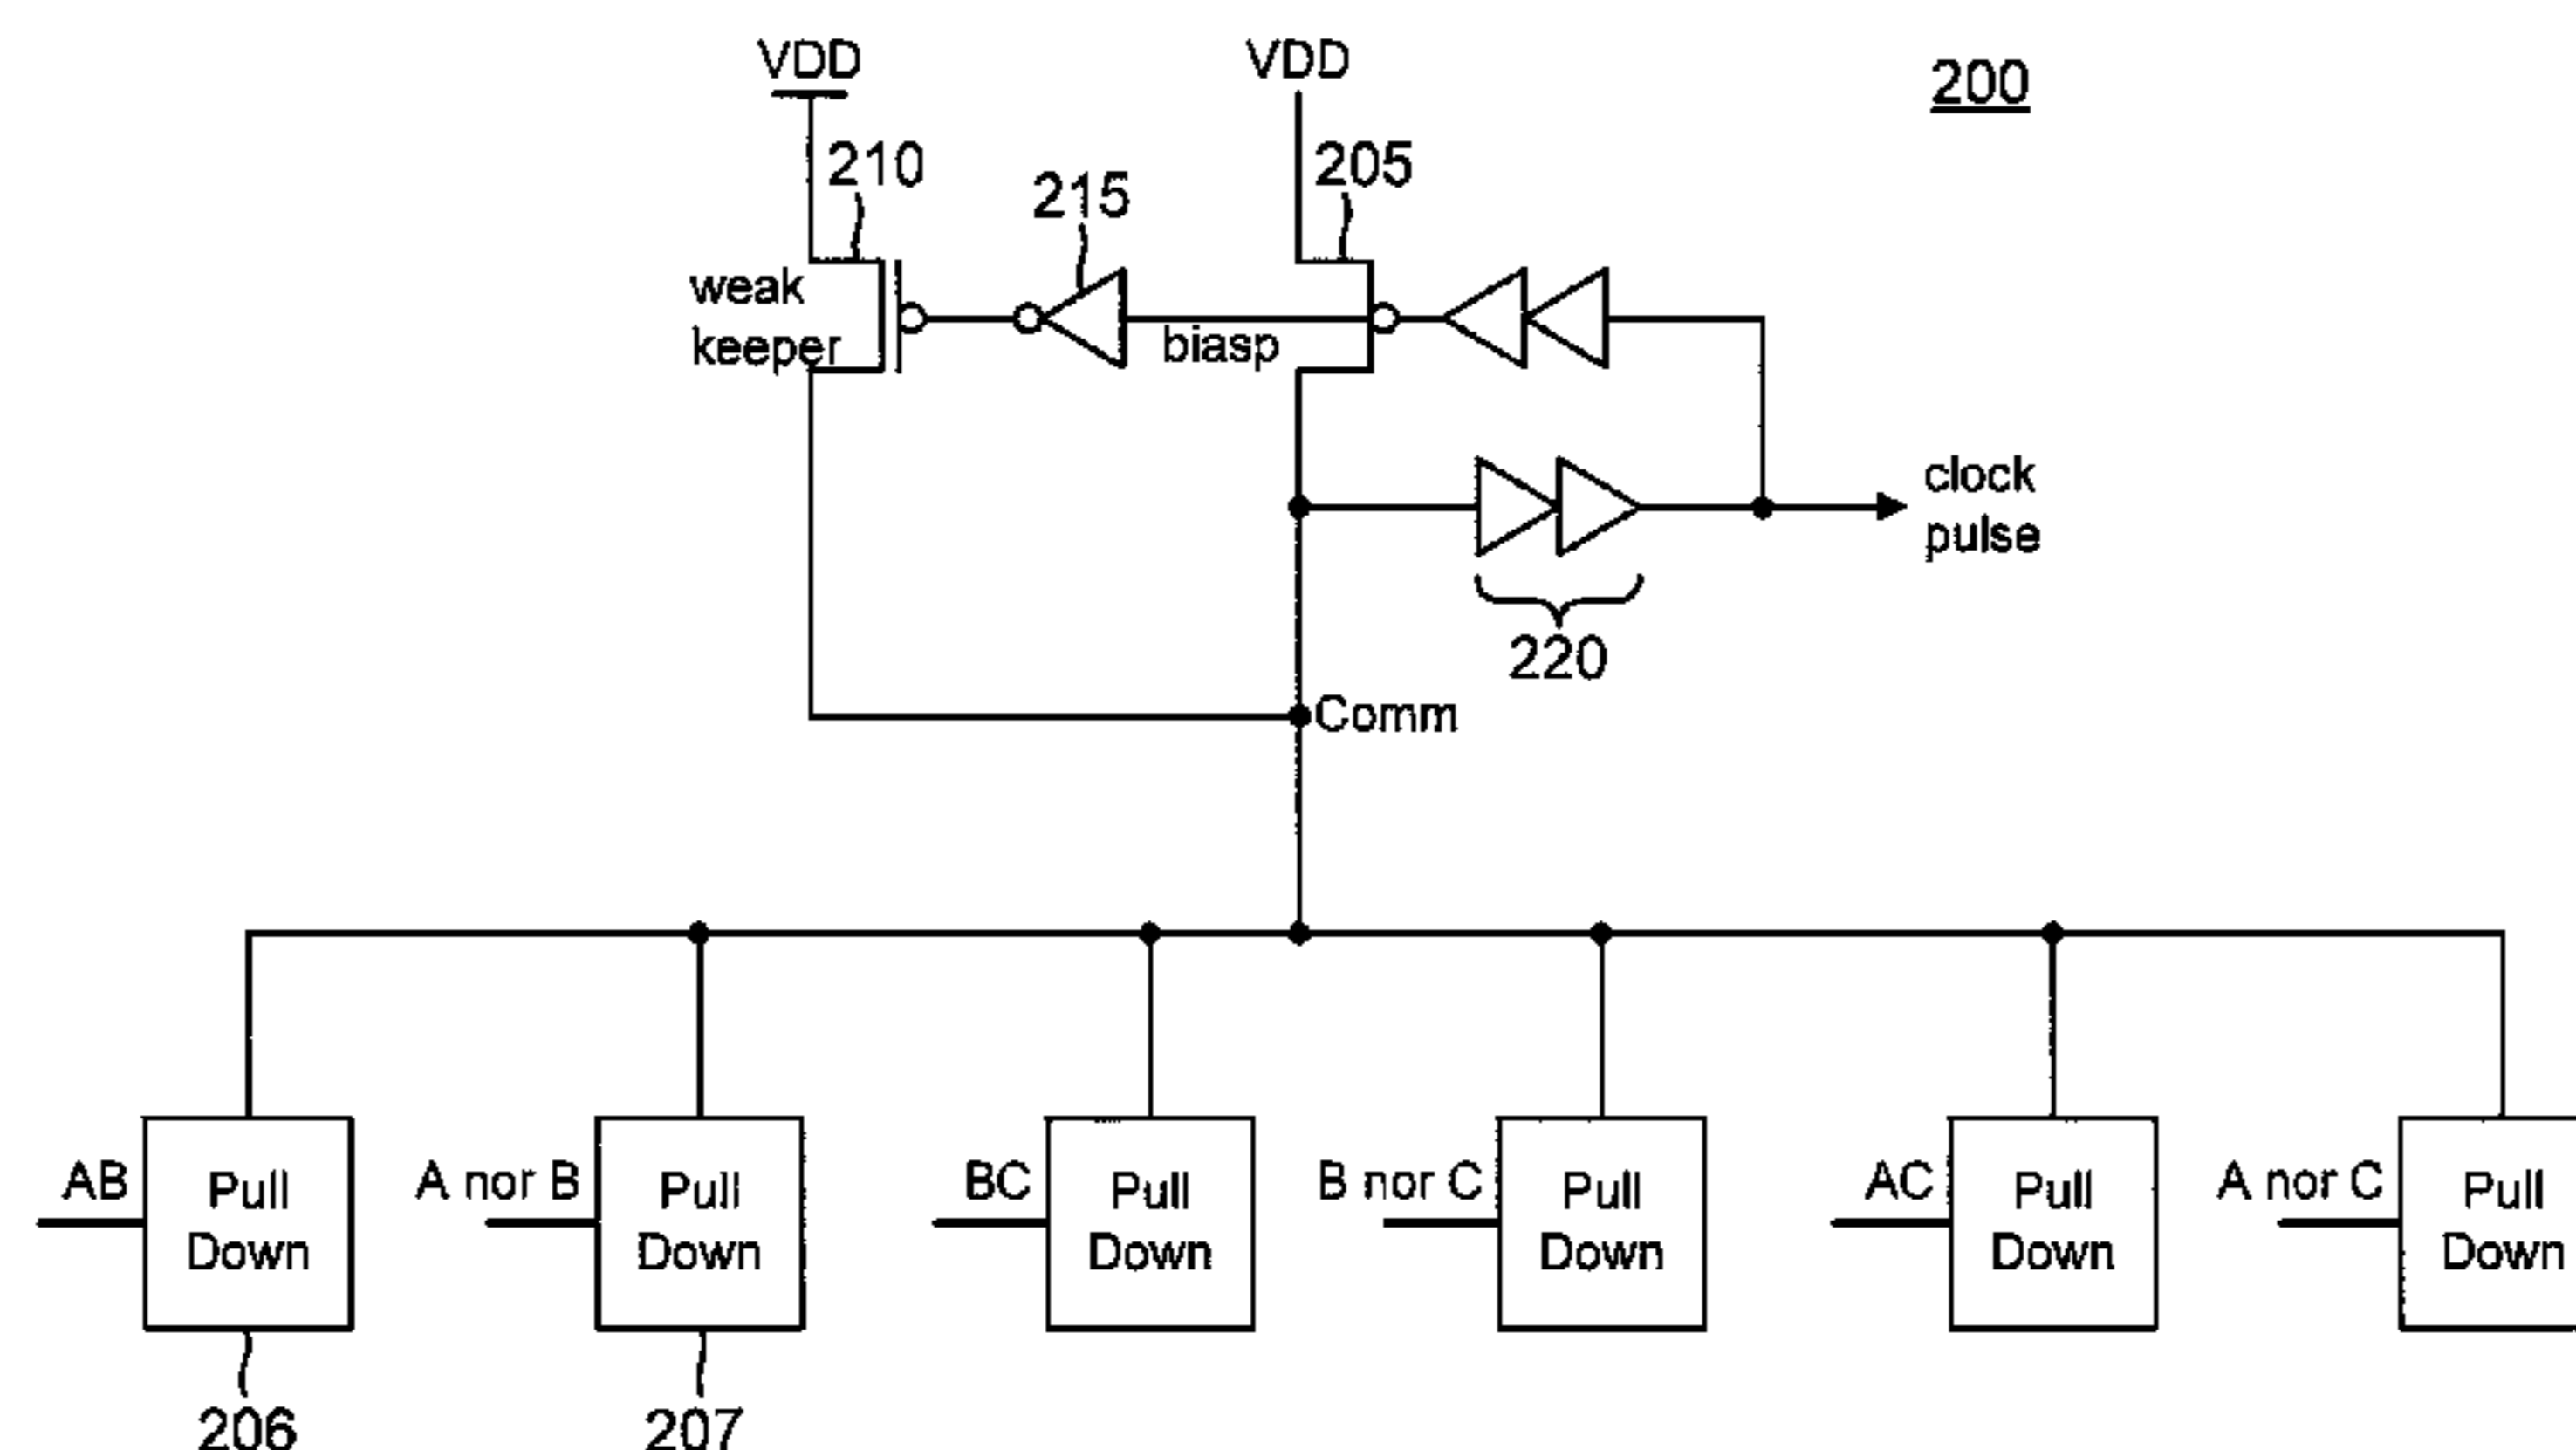 VDD
VDD
200
210
205
215
weak
keeper
biasp
clock
pulse
220
Comm
AB
Pull
Down
A nor B
Pull
Down
BC
Pull
Down
B nor C
Pull
Down
AC
Pull
Down
A nor C
Pull
Down
206
207